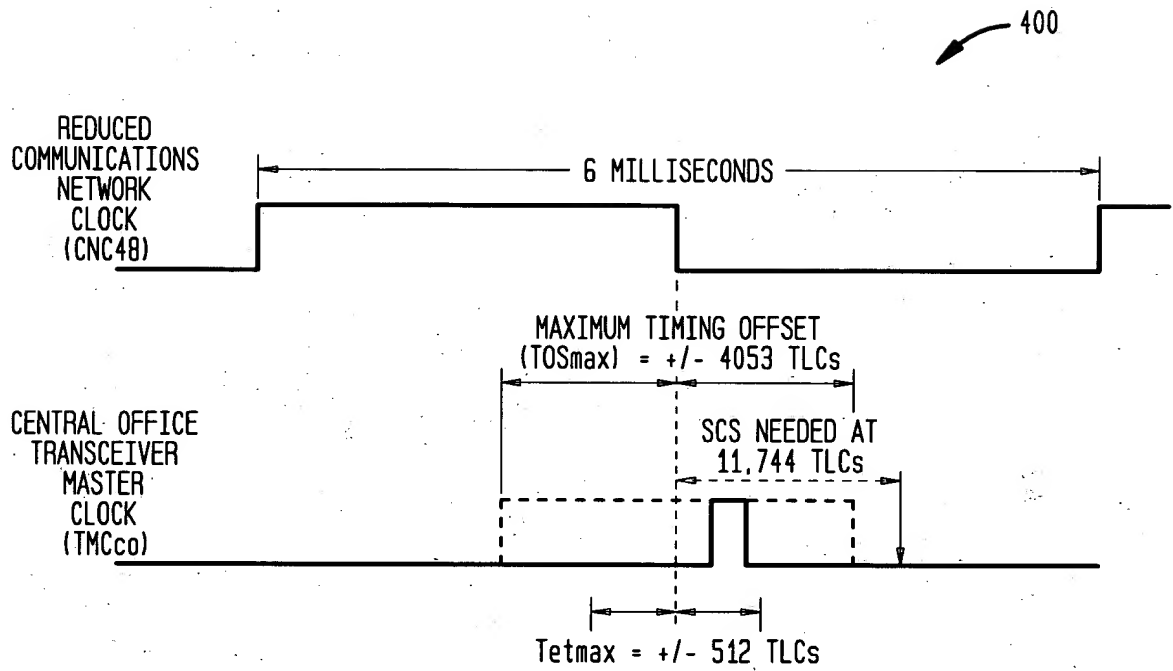 400
REDUCED
COMMUNICATIONS
NETWORK
CLOCK
(CNC48)
6 MILLISECONDS
MAXIMUM TIMING OFFSET
(TOSmax) = +/- 4053 TLCs
CENTRAL OFFICE
TRANSCEIVER
MASTER
CLOCK
(TMCco)
SCS NEEDED AT
11,744 TLCs
Tetmax = +/- 512 TLCs